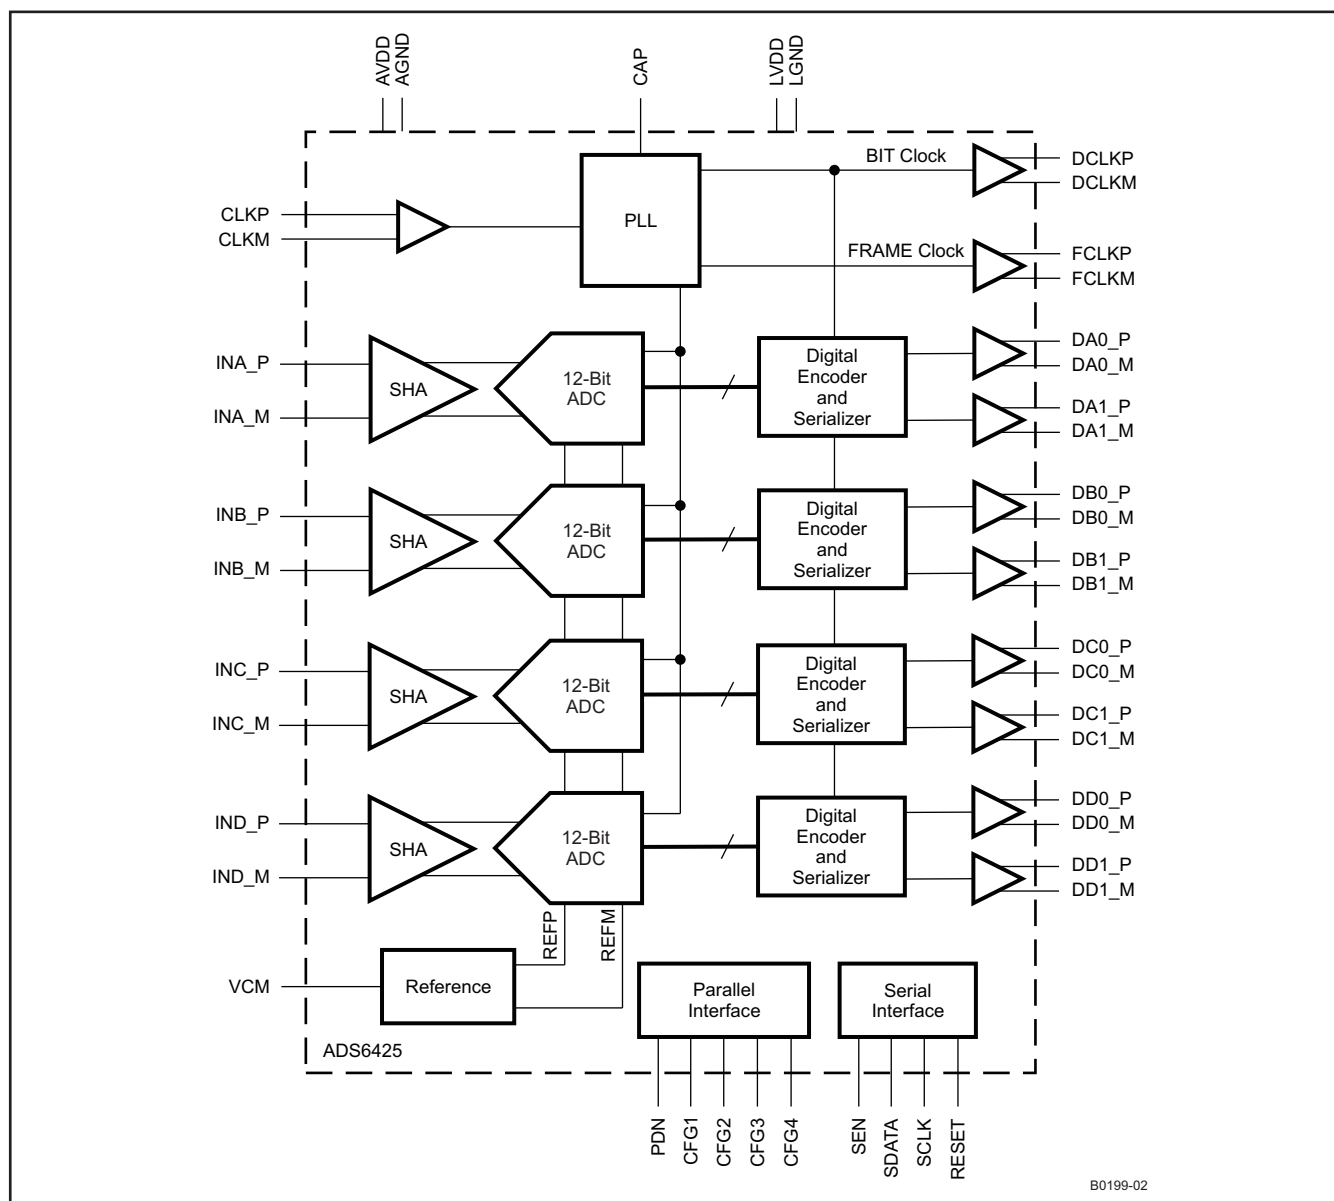 AVDD
AGND
CAP
LVDD
LGND
CLKP
CLKM
PLL
BIT Clock
FRAME Clock
DCLKP
DCLKM
FCLKP
FCLKM
INA_P
INA_M
SHA
12-Bit
ADC
Digital
Encoder
and
Serializer
DA0_P
DA0_M
DA1_P
DA1_M
INB_P
INB_M
SHA
12-Bit
ADC
Digital
Encoder
and
Serializer
DB0_P
DB0_M
DB1_P
DB1_M
INC_P
INC_M
SHA
12-Bit
ADC
Digital
Encoder
and
Serializer
DC0_P
DC0_M
DC1_P
DC1_M
IND_P
IND_M
SHA
12-Bit
ADC
Digital
Encoder
and
Serializer
DD0_P
DD0_M
DD1_P
DD1_M
REFP
REFM
VCM
Reference
Parallel
Interface
Serial
Interface
ADS6425
PDN
CFG1
CFG2
CFG3
CFG4
SEN
SDATA
SCLK
RESET
B0199-02